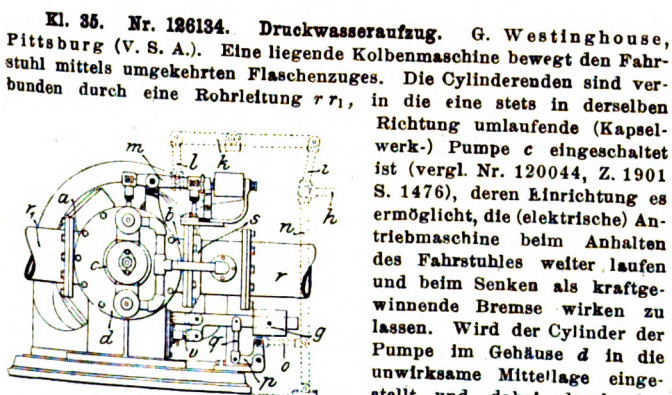 Kl. 35. Nr. 126134. Druckwasseraufzug. G. Westinghouse,
Pittsburg (V. S. A.). Eine liegende Kolbenmaschine bewegt den Fahr-
stuhl mittels umgekehrten Flaschenzuges. Die Cylinderenden sind ver-
bunden durch eine Rohrleitung r r₁, in die eine stets in derselben
Richtung umlaufende (Kapsel-
werk-) Pumpe c eingeschaltet
ist (vergl. Nr. 120044, Z. 1901
S. 1476), deren Einrichtung es
ermöglicht, die (elektrische) An-
triebmaschine beim Anhalten
des Fahrstuhles weiter laufen
und beim Senken als kraftge-
winnende Bremse wirken zu
lassen. Wird der Cylinder der
Pumpe im Gehäuse d in die
unwirksame Mittellage einge-
m
l
k
i
h
r₁
a
b
s
n
c
r
d
v
q
p
o
g